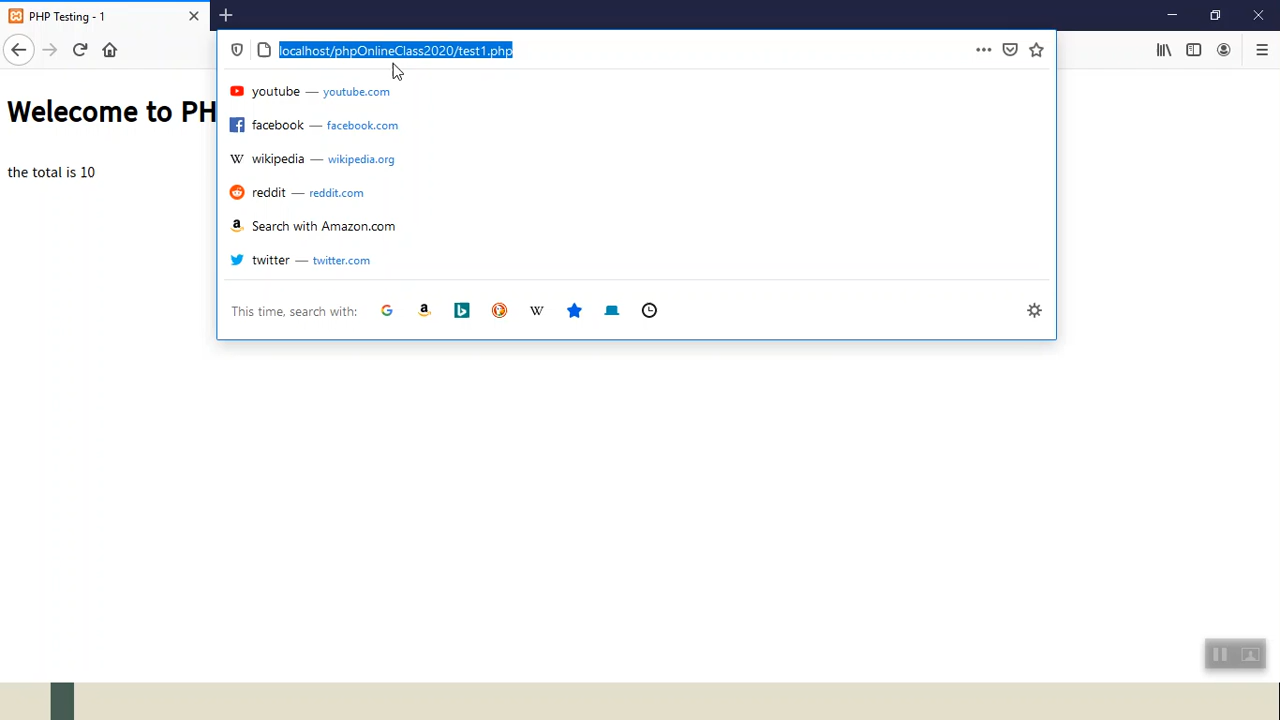 PHP Testing - 1
localhost/phpOnlineClass2020/test1.php
Welecome to PH
the total is 10
youtube — youtube.com
facebook — facebook.com
W wikipedia — wikipedia.org
reddit — reddit.com
a Search with Amazon.com
twitter — twitter.com
This time, search with: G a b W